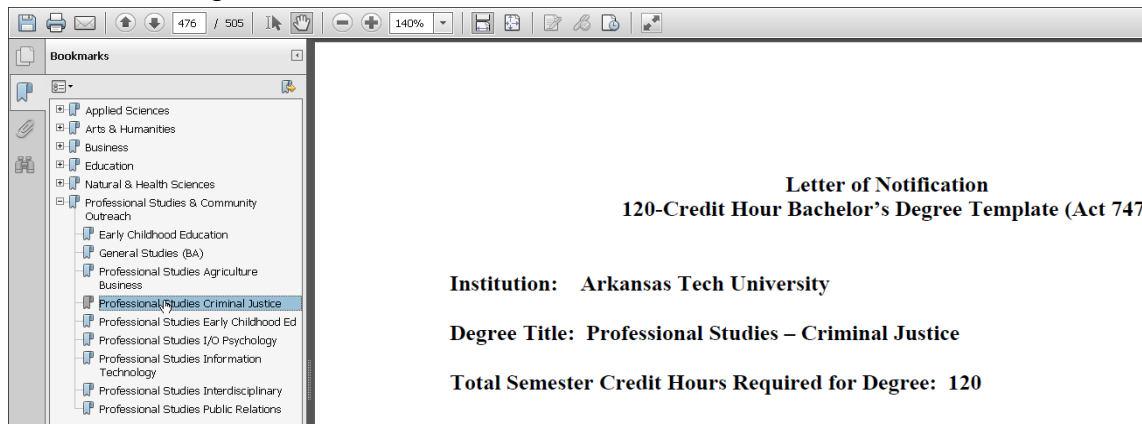 476 / 505 140%
Bookmarks
Applied Sciences
Arts & Humanities
Business
Education
Natural & Health Sciences
Professional Studies & Community
Outreach
Early Childhood Education
General Studies (BA)
Professional Studies Agriculture
Business
Professional Studies Criminal Justice
Professional Studies Early Childhood Ed
Professional Studies I/O Psychology
Professional Studies Information
Technology
Professional Studies Interdisciplinary
Professional Studies Public Relations
Letter of Notification
120-Credit Hour Bachelor's Degree Template (Act 747
Institution: Arkansas Tech University
Degree Title: Professional Studies – Criminal Justice
Total Semester Credit Hours Required for Degree: 120